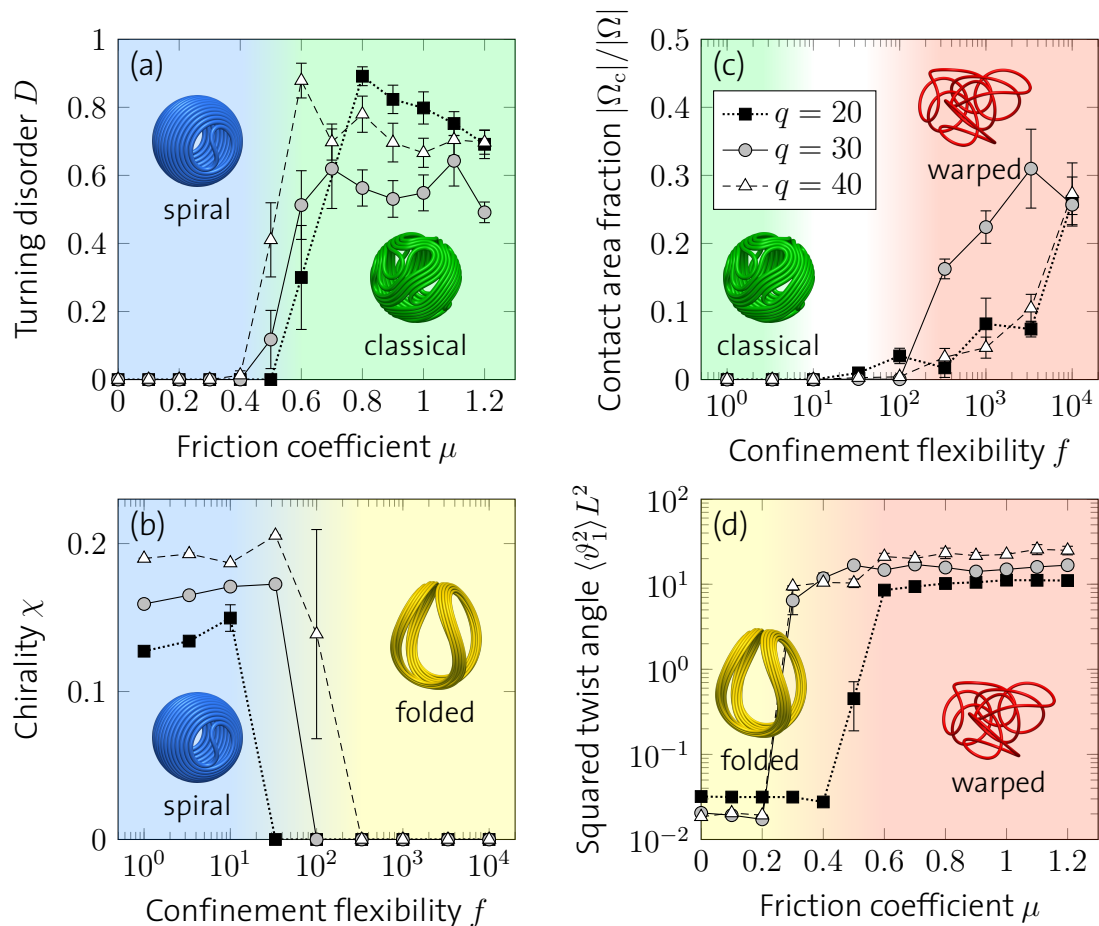 (a)
1
0.8
0.6
0.4
0.2
0
Turning disorder D
spiral
classical
0 0.2 0.4 0.6 0.8 1 1.2
Friction coefficient μ
(c)
0.5
0.4
0.3
0.2
0.1
0
Contact area fraction |Ωc|/|Ω|
q = 20
q = 30
q = 40
warped
classical
10⁰ 10¹ 10² 10³ 10⁴
Confinement flexibility f
(b)
0.2
0.1
0
Chirality χ
folded
spiral
10⁰ 10¹ 10² 10³ 10⁴
Confinement flexibility f
(d)
10²
10¹
10⁰
10⁻¹
10⁻²
Squared twist angle ⟨ϑ₁²⟩L²
folded
warped
0 0.2 0.4 0.6 0.8 1 1.2
Friction coefficient μ